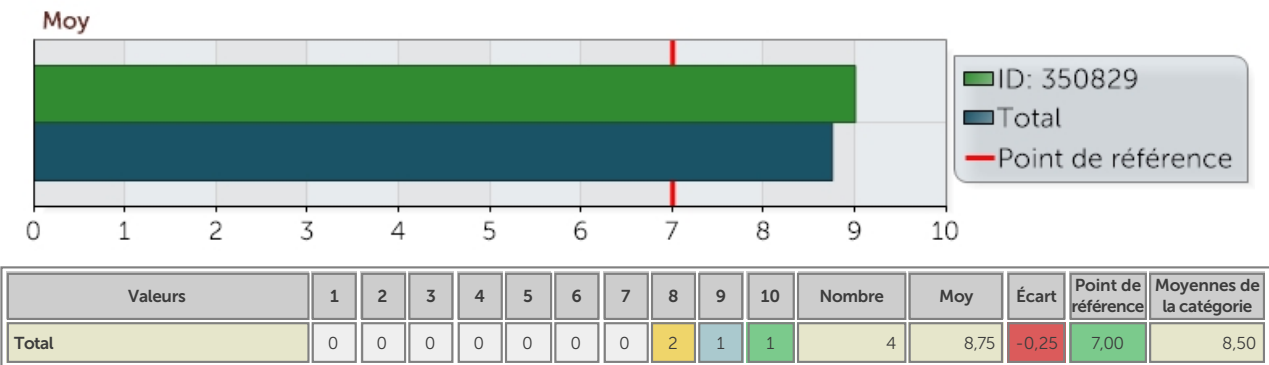 Moy
ID: 350829
Total
Point de référence
0 1 2 3 4 5 6 7 8 9 10
Valeurs 1 2 3 4 5 6 7 8 9 10 Nombre Moy Écart Point de référence Moyennes de la catégorie
Total 0 0 0 0 0 0 0 2 1 1 4 8,75 -0,25 7,00 8,50